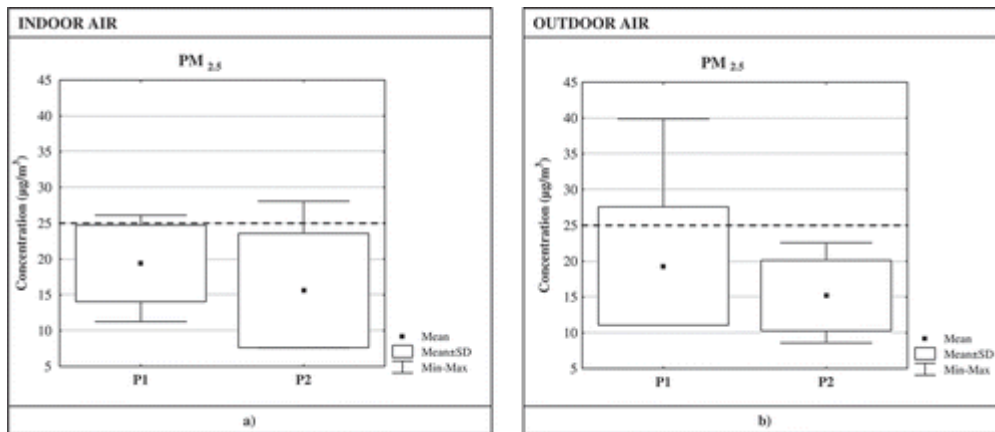 INDOOR AIR
PM 2.5
45
40
35
30
25
20
15
10
5
Concentration (µg/m³)
P1
P2
Mean
Mean±SD
Min-Max
a)
OUTDOOR AIR
PM 2.5
45
40
35
30
25
20
15
10
5
Concentration (µg/m³)
P1
P2
Mean
Mean±SD
Min-Max
b)